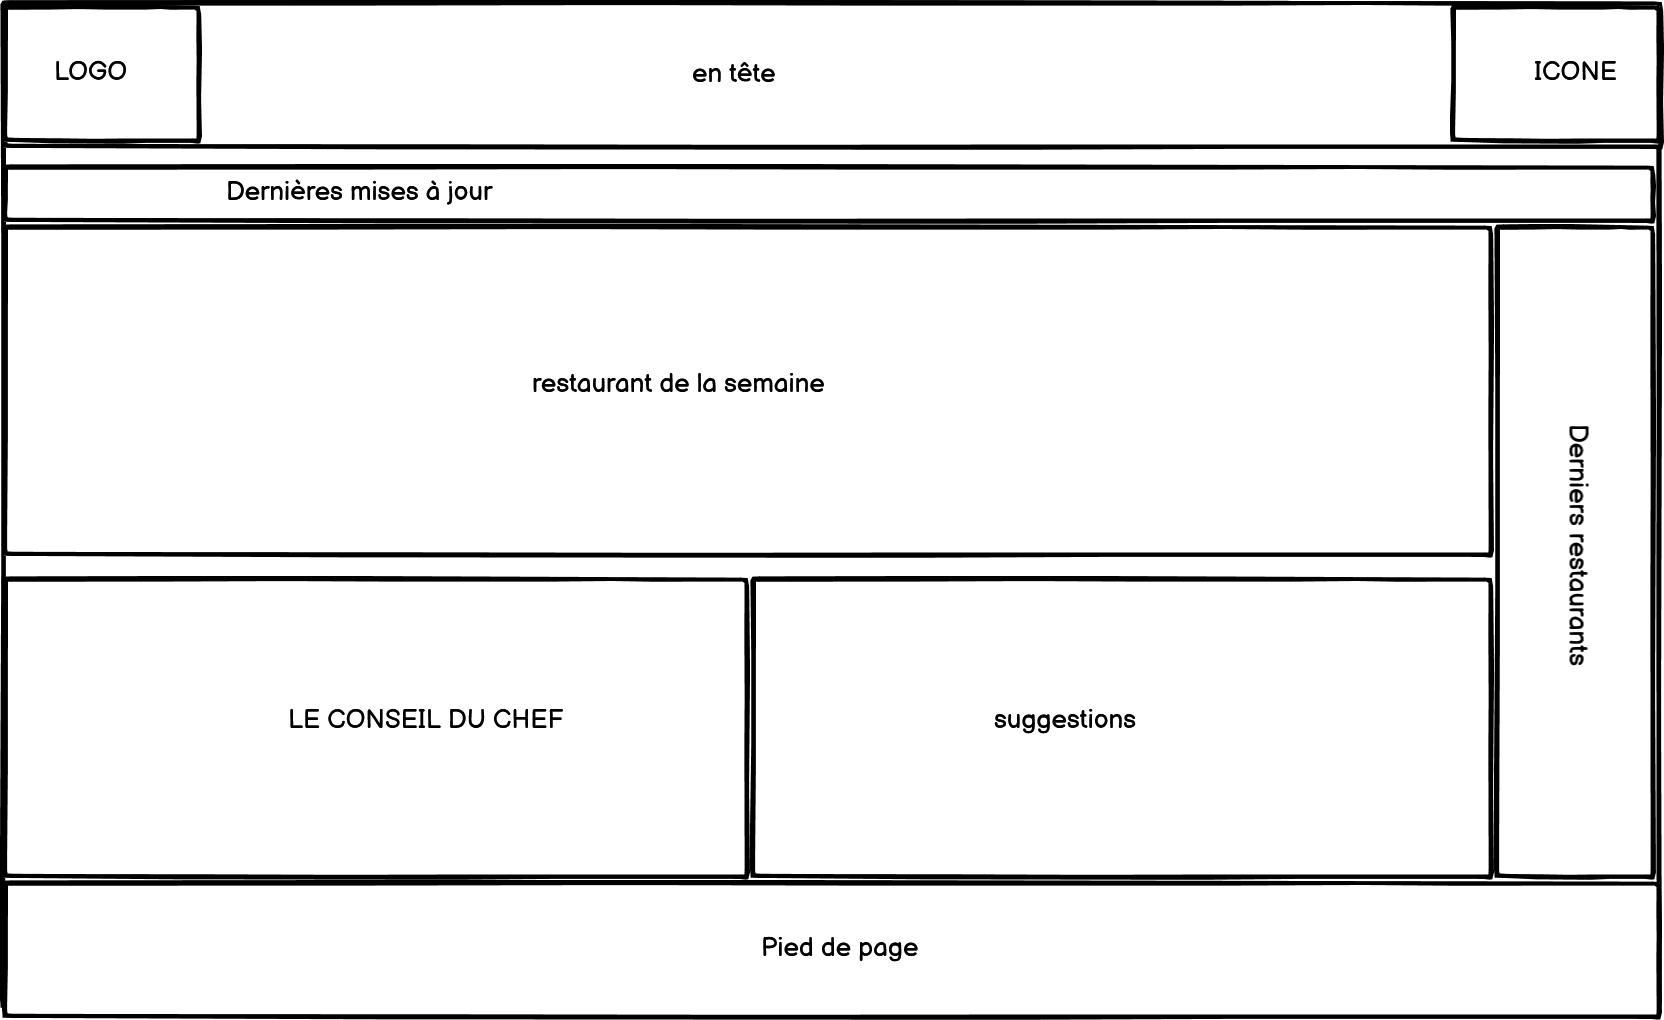 LOGO
en tête
ICONE
Dernières mises à jour
restaurant de la semaine
Derniers restaurants
LE CONSEIL DU CHEF
suggestions
Pied de page